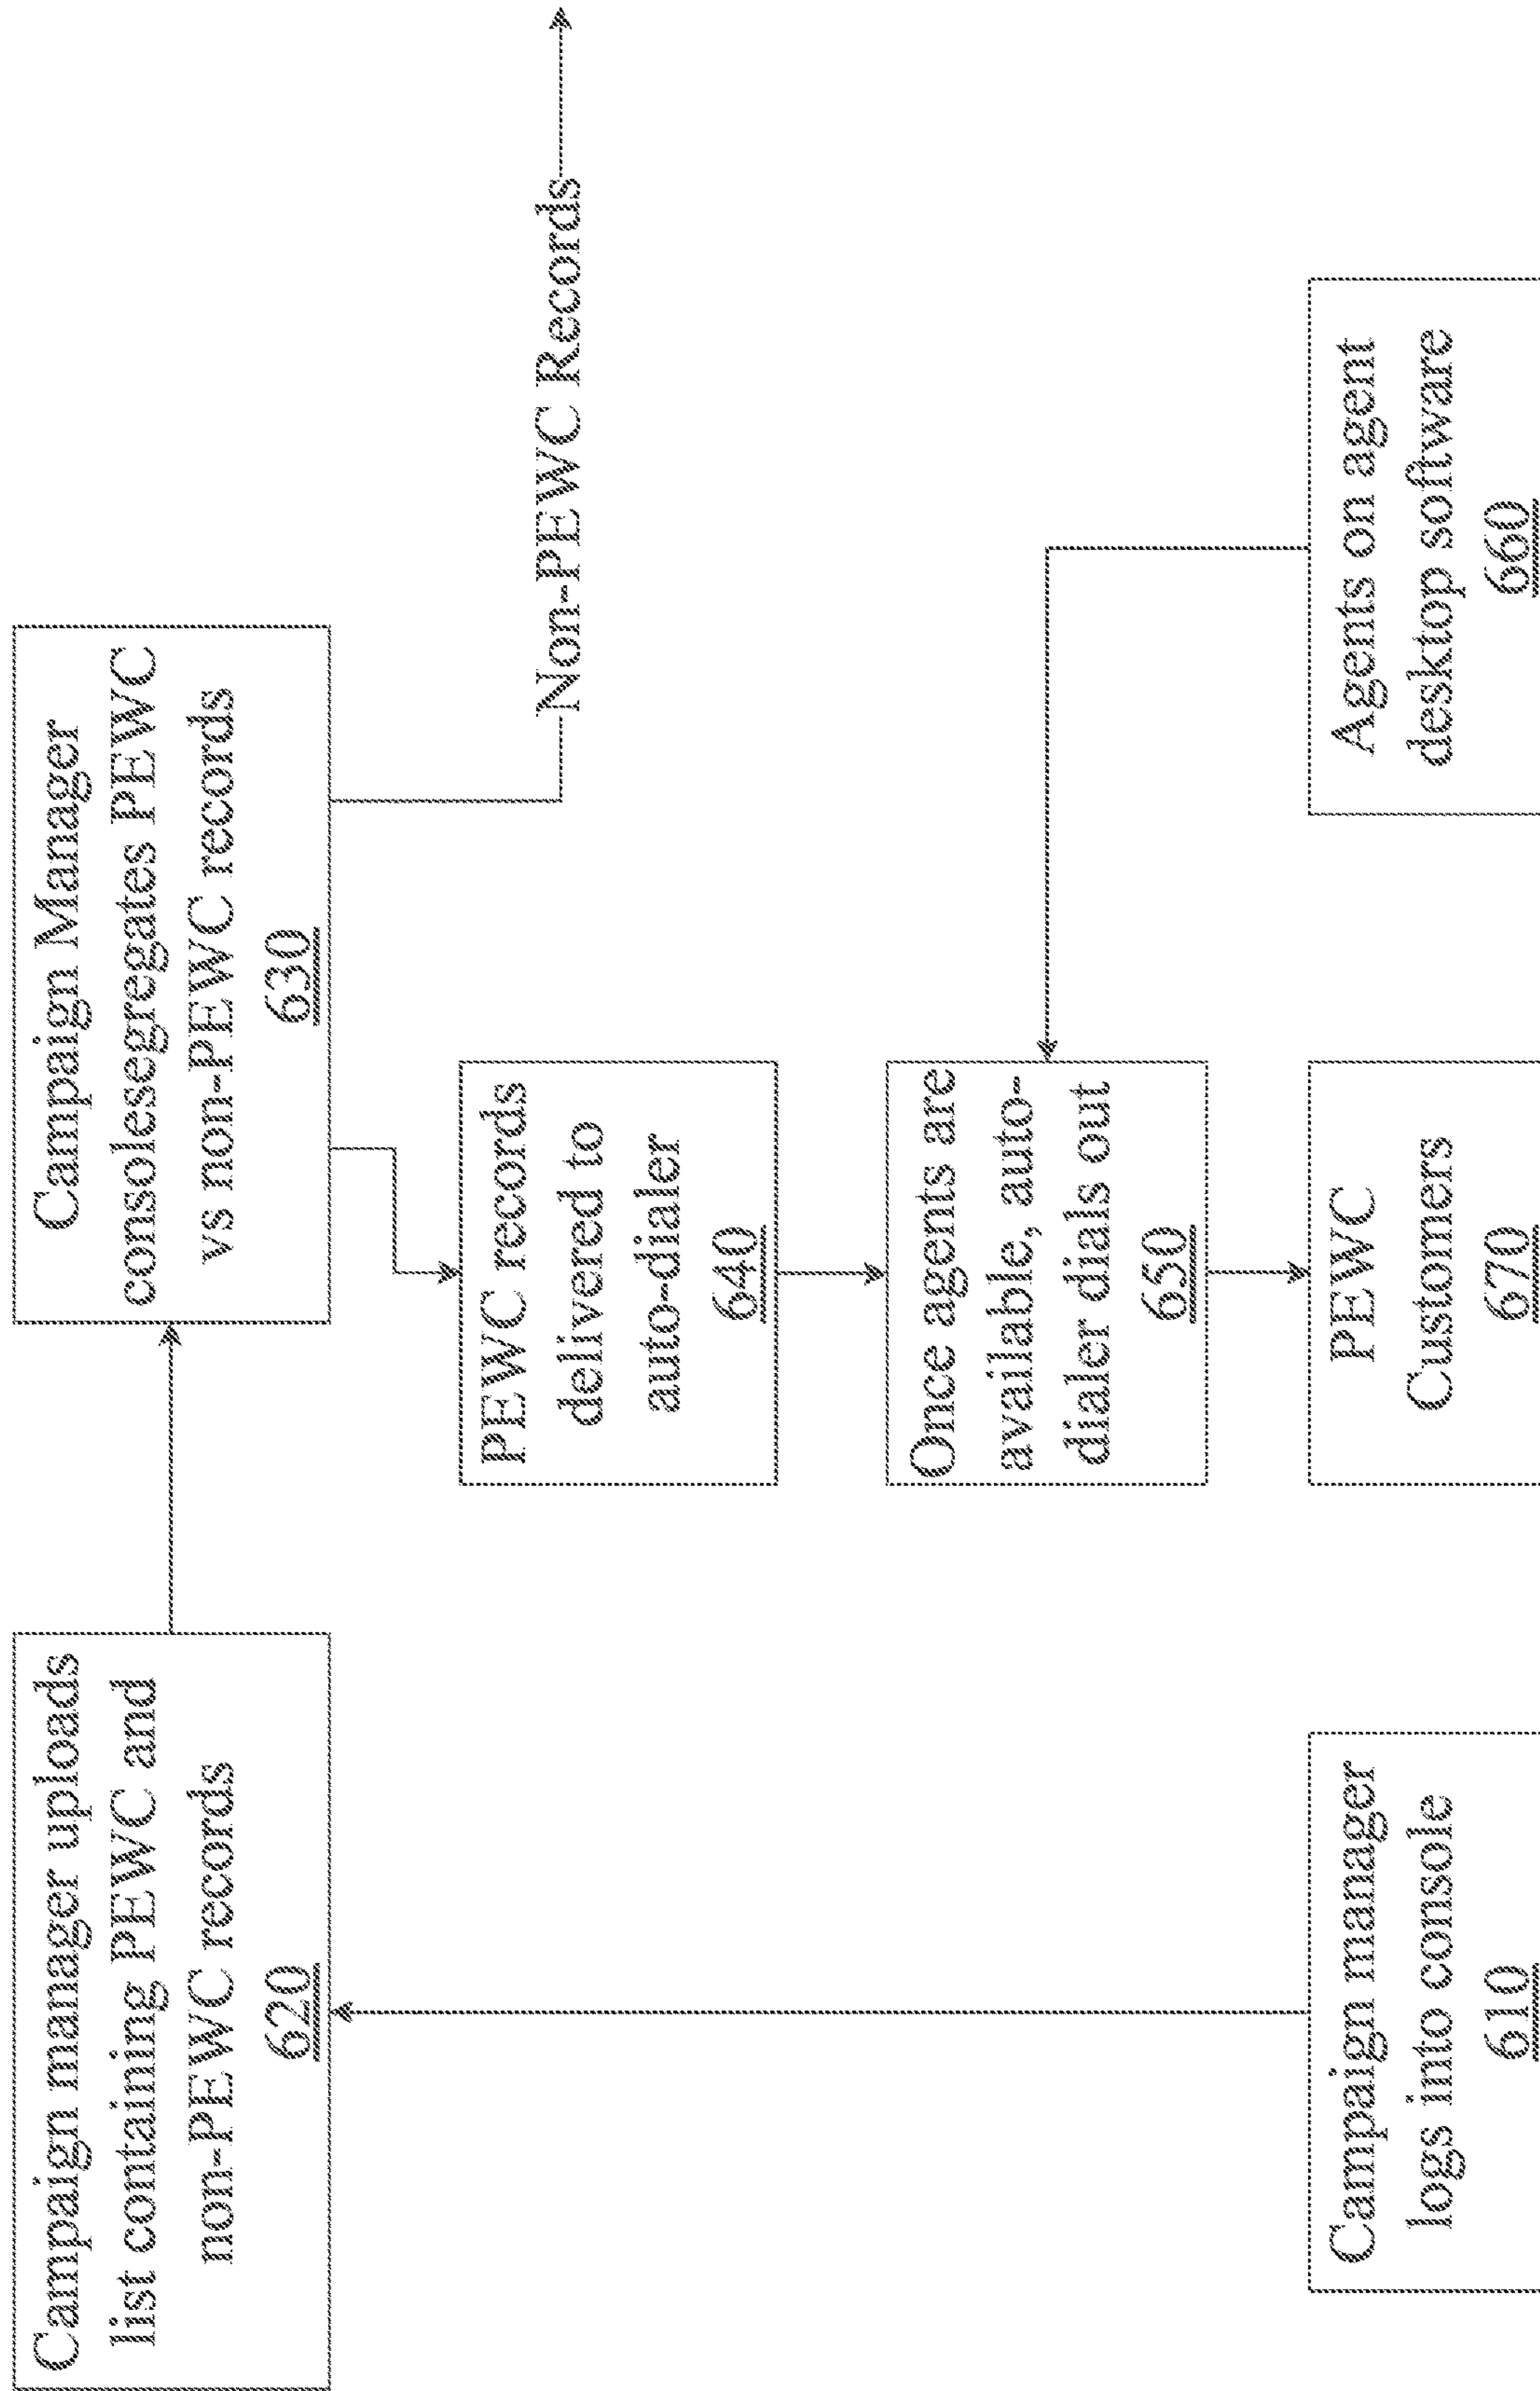 Campaign manager uploads
list containing PEWC and
non-PEWC records
620
Campaign Manager
consolesegregates PEWC
vs non-PEWC records
630
Non-PEWC Records
PEWC records
delivered to
auto-dialer
640
Once agents are
available, auto-
dialer dials out
650
Campaign manager
logs into console
610
PEWC
Customers
670
Agents on agent
desktop software
660